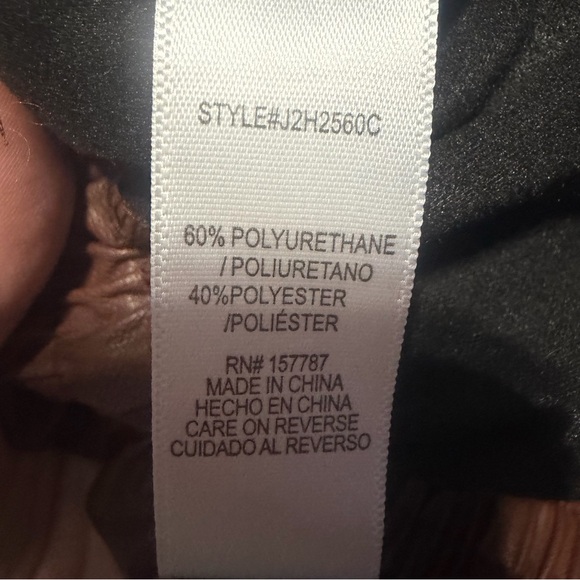 STYLE#J2H2560C
60% POLYURETHANE
/POLIURETANO
40%POLYESTER
/POLIÉSTER
RN# 157787
MADE IN CHINA
HECHO EN CHINA
CARE ON REVERSE
CUIDADO AL REVERSO